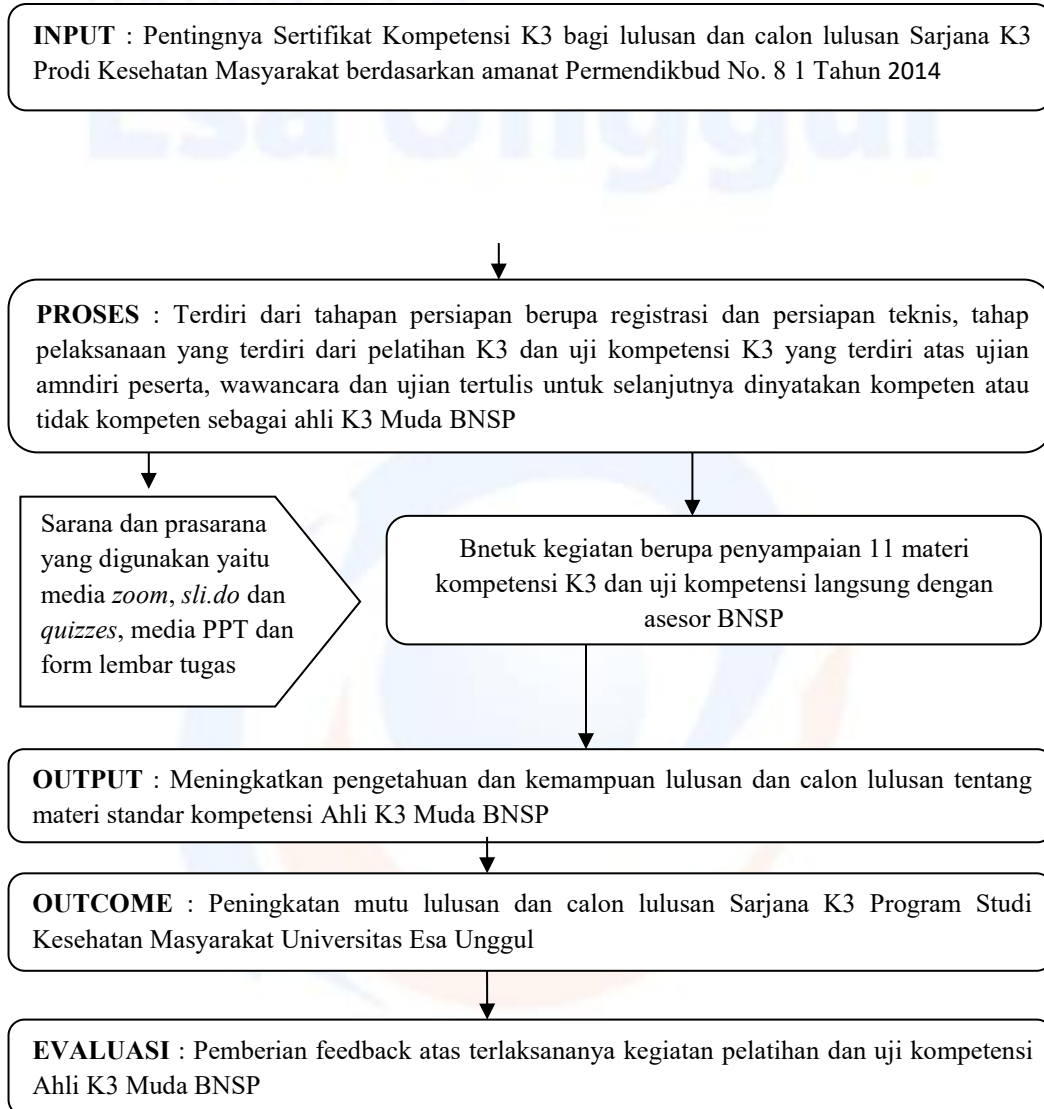 Esa Unggul
INPUT : Pentingnya Sertifikat Kompetensi K3 bagi lulusan dan calon lulusan Sarjana K3
Prodi Kesehatan Masyarakat berdasarkan amanat Permendikbud No. 8 1 Tahun 2014
PROSES : Terdiri dari tahapan persiapan berupa registrasi dan persiapan teknis, tahap
pelaksanaan yang terdiri dari pelatihan K3 dan uji kompetensi K3 yang terdiri atas ujian
amndiri peserta, wawancara dan ujian tertulis untuk selanjutnya dinyatakan kompeten atau
tidak kompeten sebagai ahli K3 Muda BNSP
Sarana dan prasarana
yang digunakan yaitu
media zoom, sli.do dan
quizzes, media PPT dan
form lembar tugas
Bnetuk kegiatan berupa penyampaian 11 materi
kompetensi K3 dan uji kompetensi langsung dengan
asesor BNSP
OUTPUT : Meningkatkan pengetahuan dan kemampuan lulusan dan calon lulusan tentang
materi standar kompetensi Ahli K3 Muda BNSP
OUTCOME : Peningkatan mutu lulusan dan calon lulusan Sarjana K3 Program Studi
Kesehatan Masyarakat Universitas Esa Unggul
EVALUASI : Pemberian feedback atas terlaksananya kegiatan pelatihan dan uji kompetensi
Ahli K3 Muda BNSP